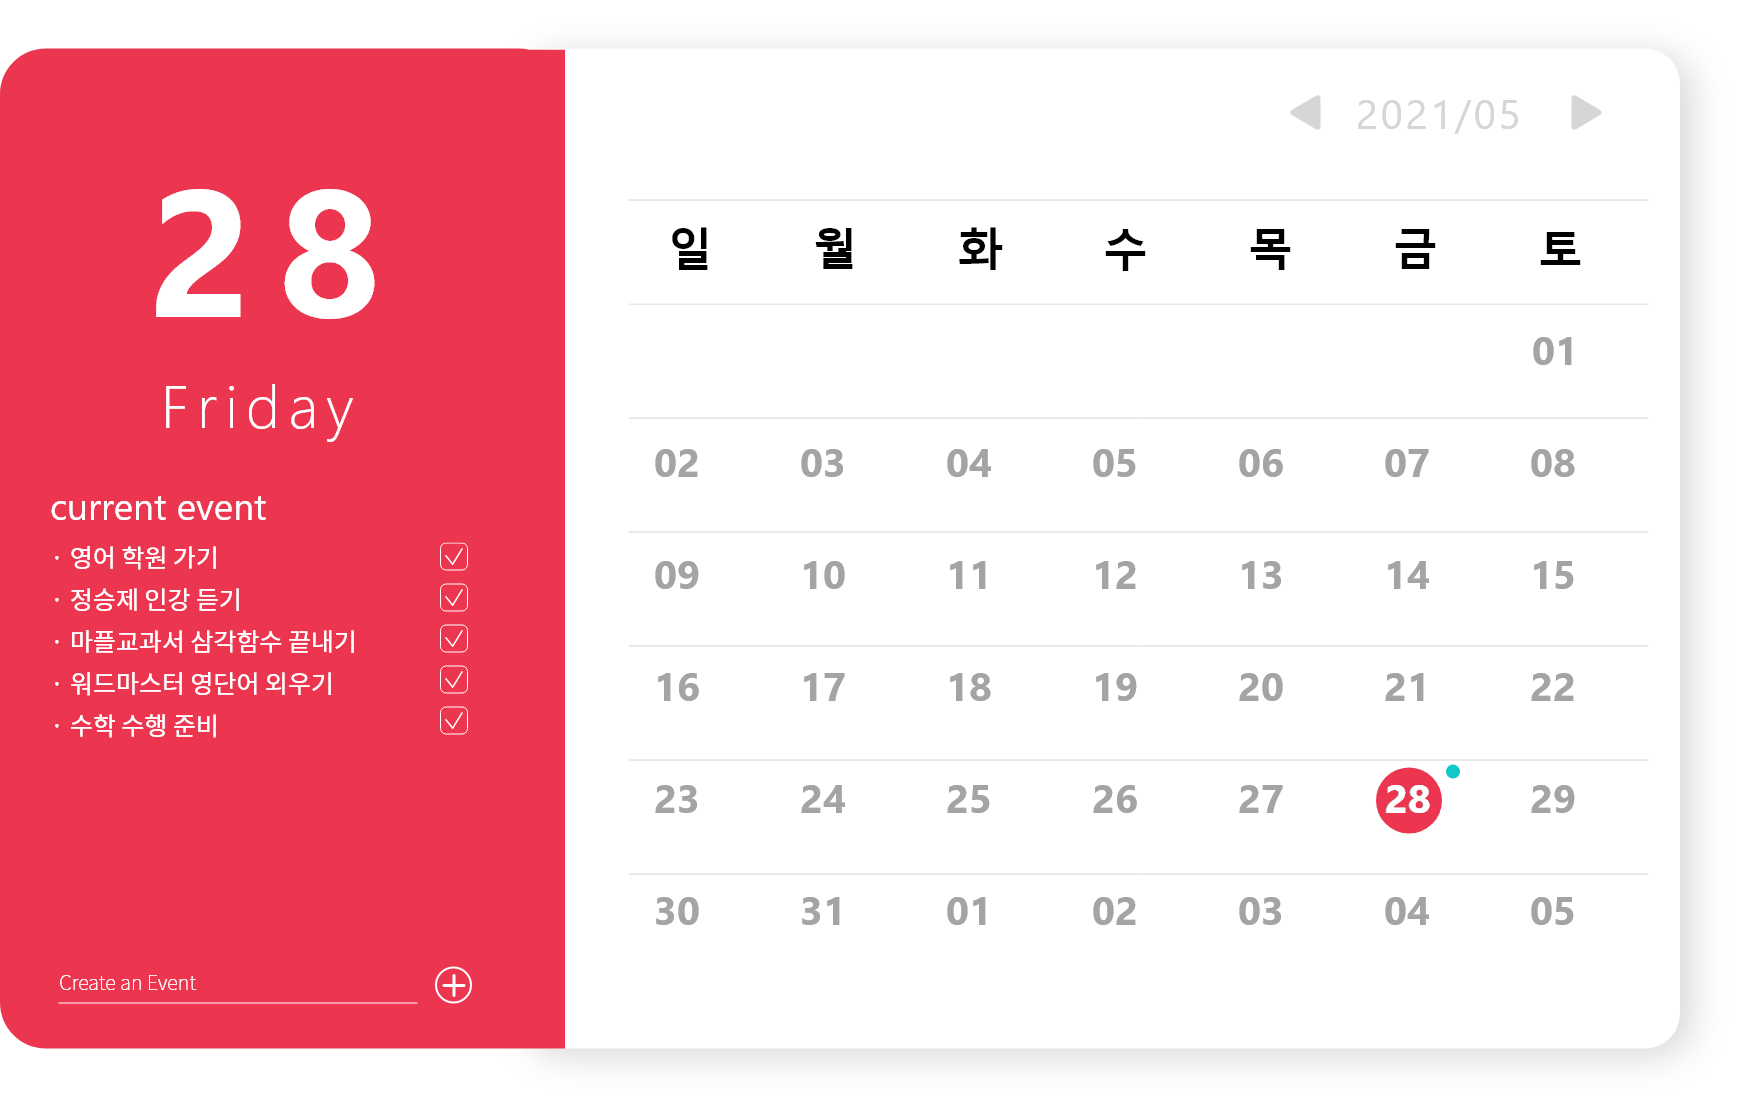 28
Friday
current event
· 영어 학원 가기
· 정승제 인강 듣기
· 마플교과서 삼각함수 끝내기
· 워드마스터 영단어 외우기
· 수학 수행 준비
Create an Event
2021/05
일 월 화 수 목 금 토
01
02 03 04 05 06 07 08
09 10 11 12 13 14 15
16 17 18 19 20 21 22
23 24 25 26 27 28 29
30 31 01 02 03 04 05